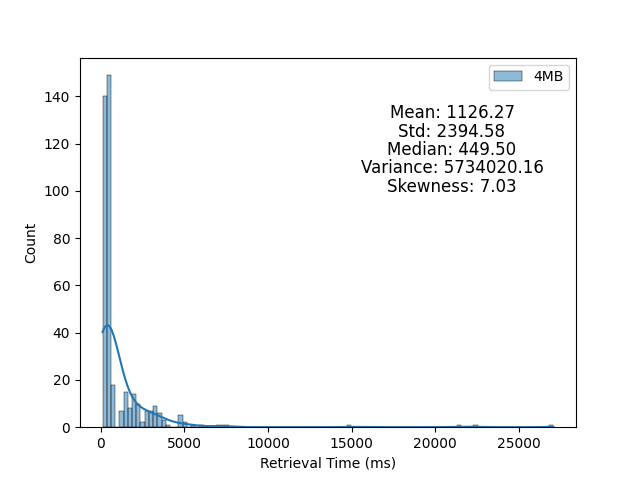 4MB
Mean: 1126.27
Std: 2394.58
Median: 449.50
Variance: 5734020.16
Skewness: 7.03
Count
140
120
100
80
60
40
20
0
0 5000 10000 15000 20000 25000
Retrieval Time (ms)